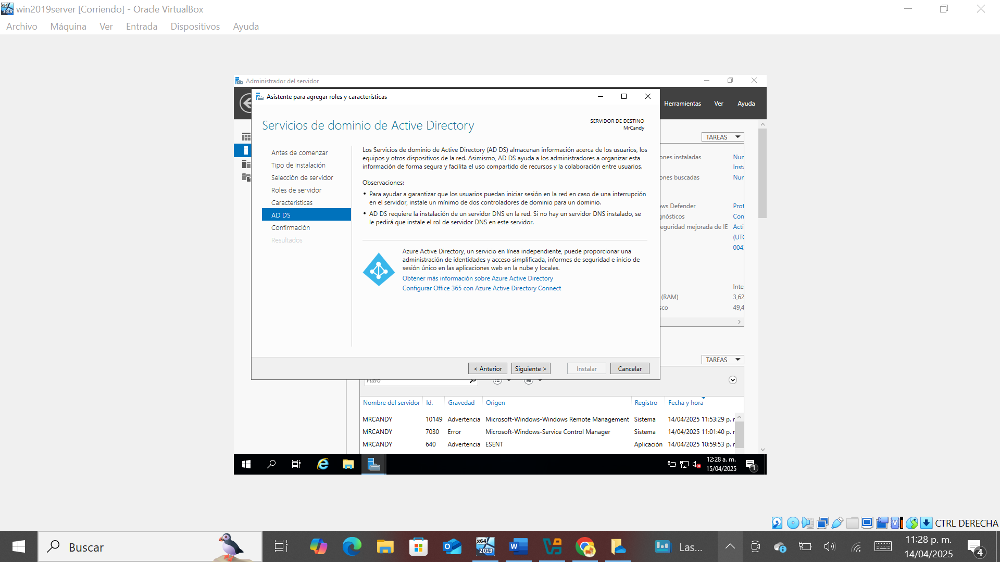 win2019server [Corriendo] - Oracle VirtualBox
Archivo Máquina Ver Entrada Dispositivos Ayuda
Administrador del servidor
Asistente para agregar roles y características
Herramientas Ver Ayuda
Servicios de dominio de Active Directory
SERVIDOR DE DESTINO
MrCandy
Antes de comenzar
Tipo de instalación
Selección de servidor
Roles de servidor
Características
AD DS
Confirmación
Resultados
Los Servicios de dominio de Active Directory (AD DS) almacenan información acerca de los usuarios, los
equipos y otros dispositivos de la red. Asimismo, AD DS ayuda a los administradores a organizar esta
información de forma segura y facilita el uso compartido de recursos y la colaboración entre usuarios.
Observaciones:
• Para ayudar a garantizar que los usuarios puedan iniciar sesión en la red en caso de una interrupción
en el servidor, instale un mínimo de dos controladores de dominio para un dominio.
• AD DS requiere la instalación de un servidor DNS en la red. Si no hay un servidor DNS instalado, se
le pedirá que instale el rol de servidor DNS en este servidor.
Azure Active Directory, un servicio en línea independiente, puede proporcionar una
administración de identidades y acceso simplificada, informes de seguridad e inicio de
sesión único en las aplicaciones web en la nube y locales.
Obtener más información sobre Azure Active Directory
Configurar Office 365 con Azure Active Directory Connect
< Anterior Siguiente > Instalar Cancelar
TAREAS
ones instaladas Nun
Inst
ones buscadas Nun
ws Defender Prot
gnósticos Con
eguridad mejorada de IE Acti
(UTC
004
Inte
(RAM) 3,62
sco 49,4
TAREAS
Filtro
Nombre del servidor Id. Gravedad Origen Registro Fecha y hora
MRCANDY 10149 Advertencia Microsoft-Windows-Windows Remote Management Sistema 14/04/2025 11:53:29 p. r
MRCANDY 7030 Error Microsoft-Windows-Service Control Manager Sistema 14/04/2025 11:01:40 p. r
MRCANDY 640 Advertencia ESENT Aplicación 14/04/2025 10:59:53 p. r
12:28 a. m.
15/04/2025
1
CTRL DERECHA
Buscar
x64
2019
Las...
11:28 p. m.
14/04/2025
4